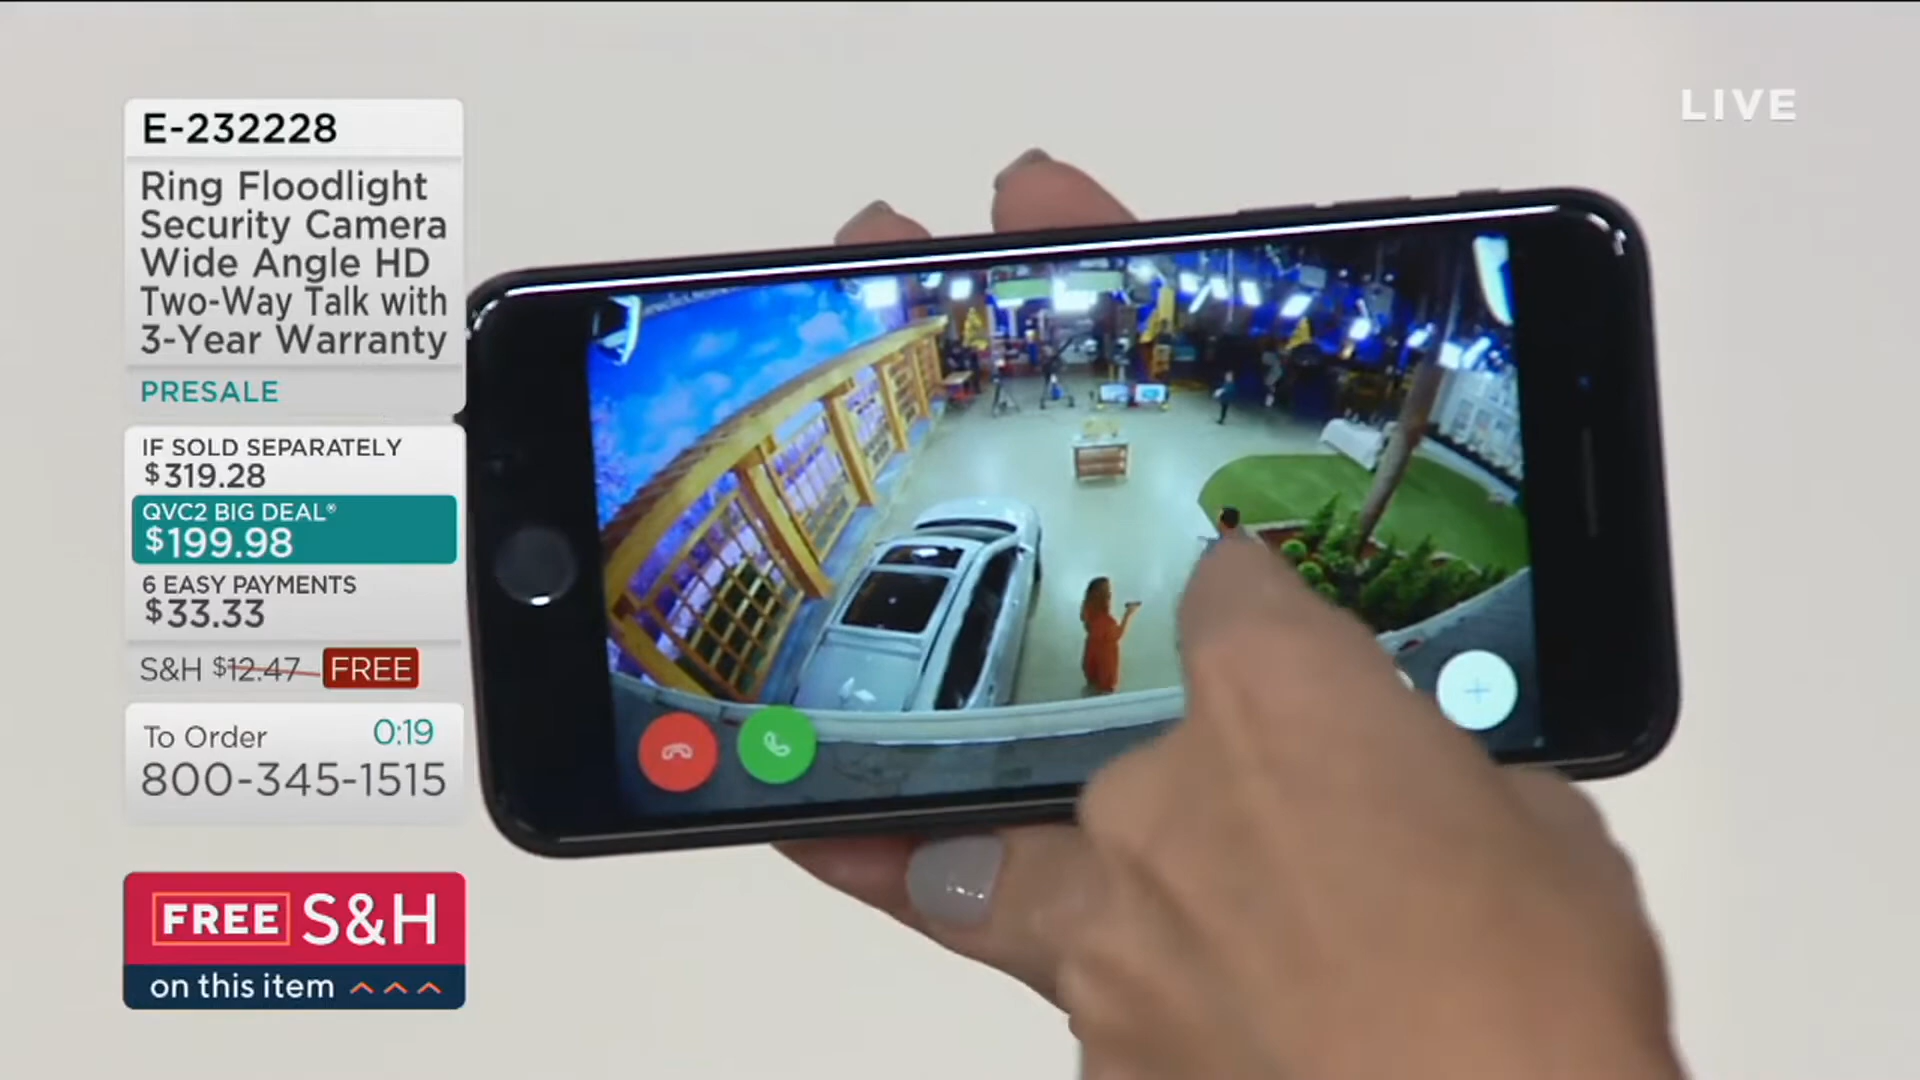 E-232228
Ring Floodlight
Security Camera
Wide Angle HD
Two-Way Talk with
3-Year Warranty
PRESALE
IF SOLD SEPARATELY
$319.28
QVC2 BIG DEAL®
$199.98
6 EASY PAYMENTS
$33.33
S&H $12.47 FREE
To Order 0:19
800-345-1515
FREE S&H
on this item
LIVE